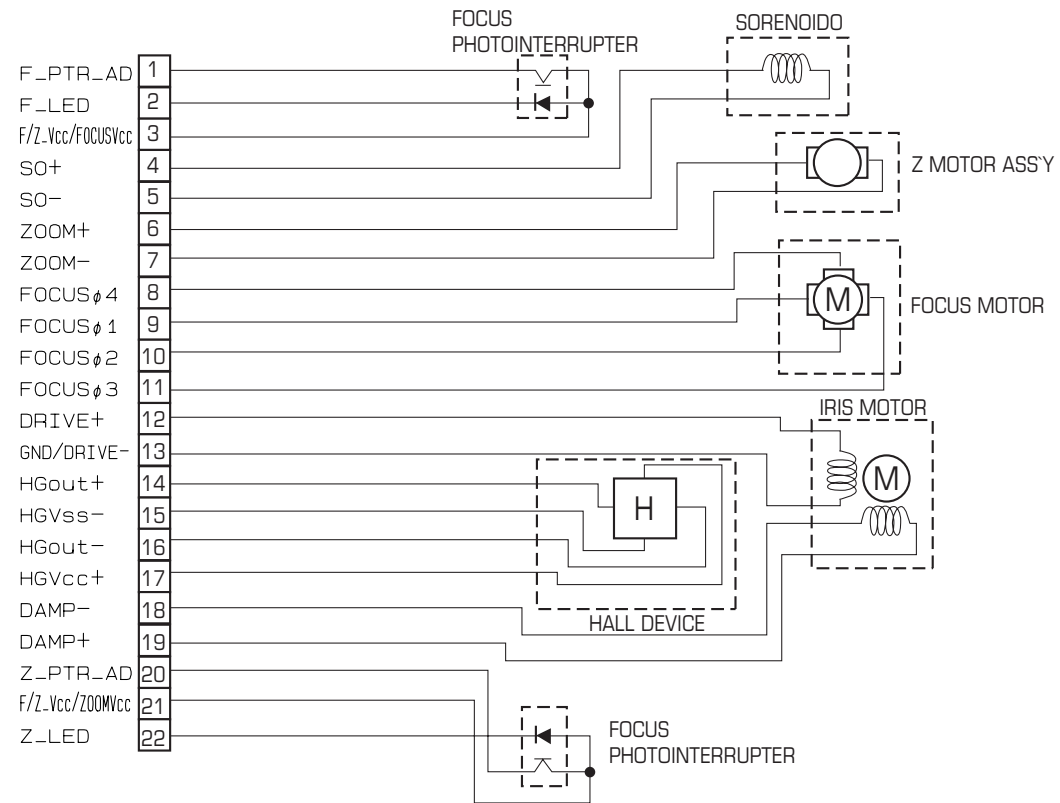 FOCUS
PHOTOINTERRUPTER
SORENOIDO
F_PTR_AD 1
F_LED 2
F/Z_Vcc/FOCUSVcc 3
SO+ 4
SO- 5
Z MOTOR ASS`Y
ZOOM+ 6
ZOOM- 7
FOCUSφ4 8
FOCUSφ1 9
M
FOCUS MOTOR
FOCUSφ2 10
FOCUSφ3 11
IRIS MOTOR
DRIVE+ 12
GND/DRIVE- 13
M
HGout+ 14
HGVss- 15
H
HGout- 16
HGVcc+ 17
DAMP- 18
HALL DEVICE
DAMP+ 19
Z_PTR_AD 20
F/Z_Vcc/ZOOMVcc 21
Z_LED 22
FOCUS
PHOTOINTERRUPTER